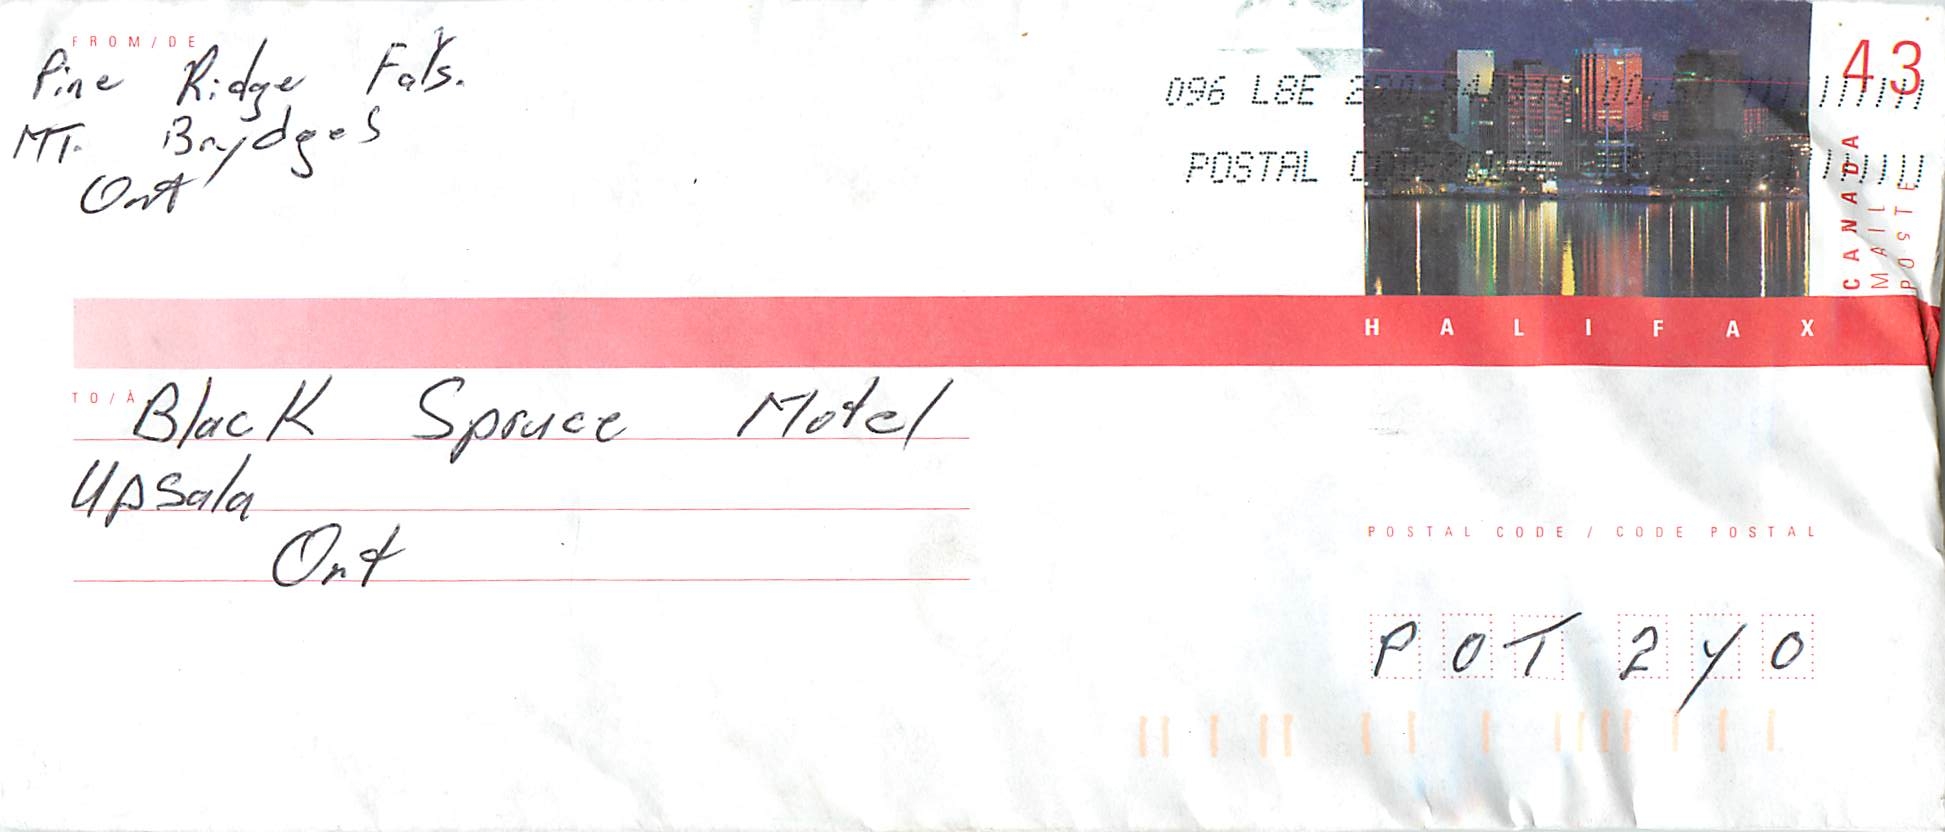 FROM/DE
Pine Ridge
MT. Brydges
Ont
43
096 L8E
POSTAL
CANADA
MAIL
POSTE
HALIFAX
TO/À
Black Spruce Motel
Upsala
Ont
POSTAL CODE / CODE POSTAL
P0T 2Y0